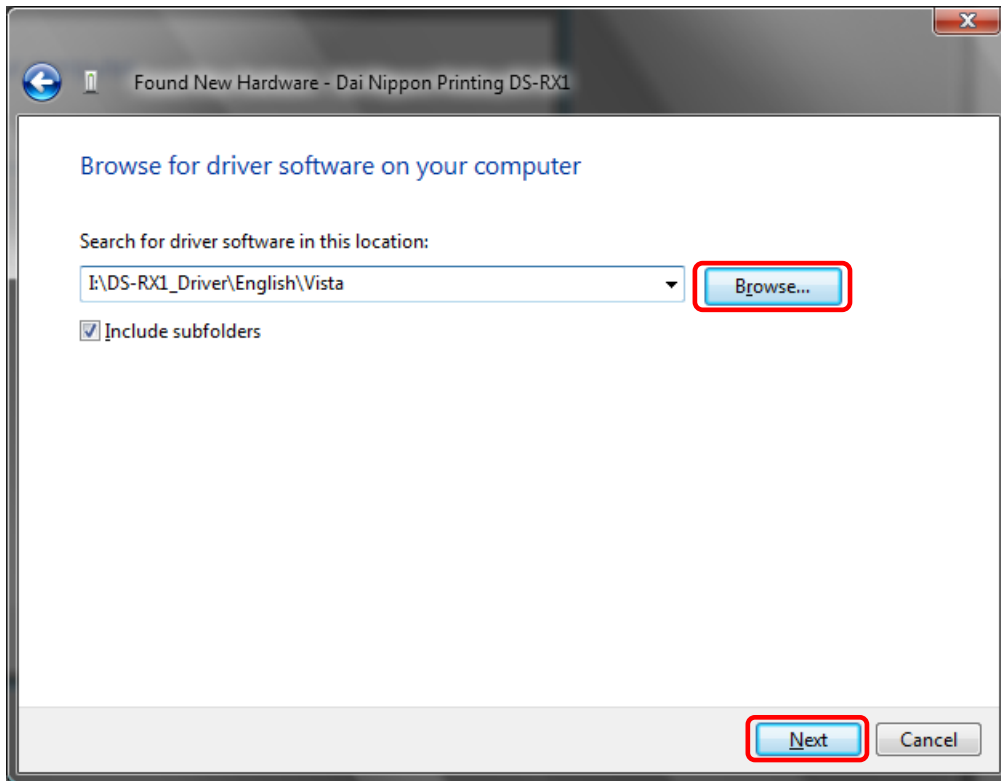 Found New Hardware - Dai Nippon Printing DS-RX1
Browse for driver software on your computer
Search for driver software in this location:
I:\DS-RX1_Driver\English\Vista
Browse...
Include subfolders
Next
Cancel